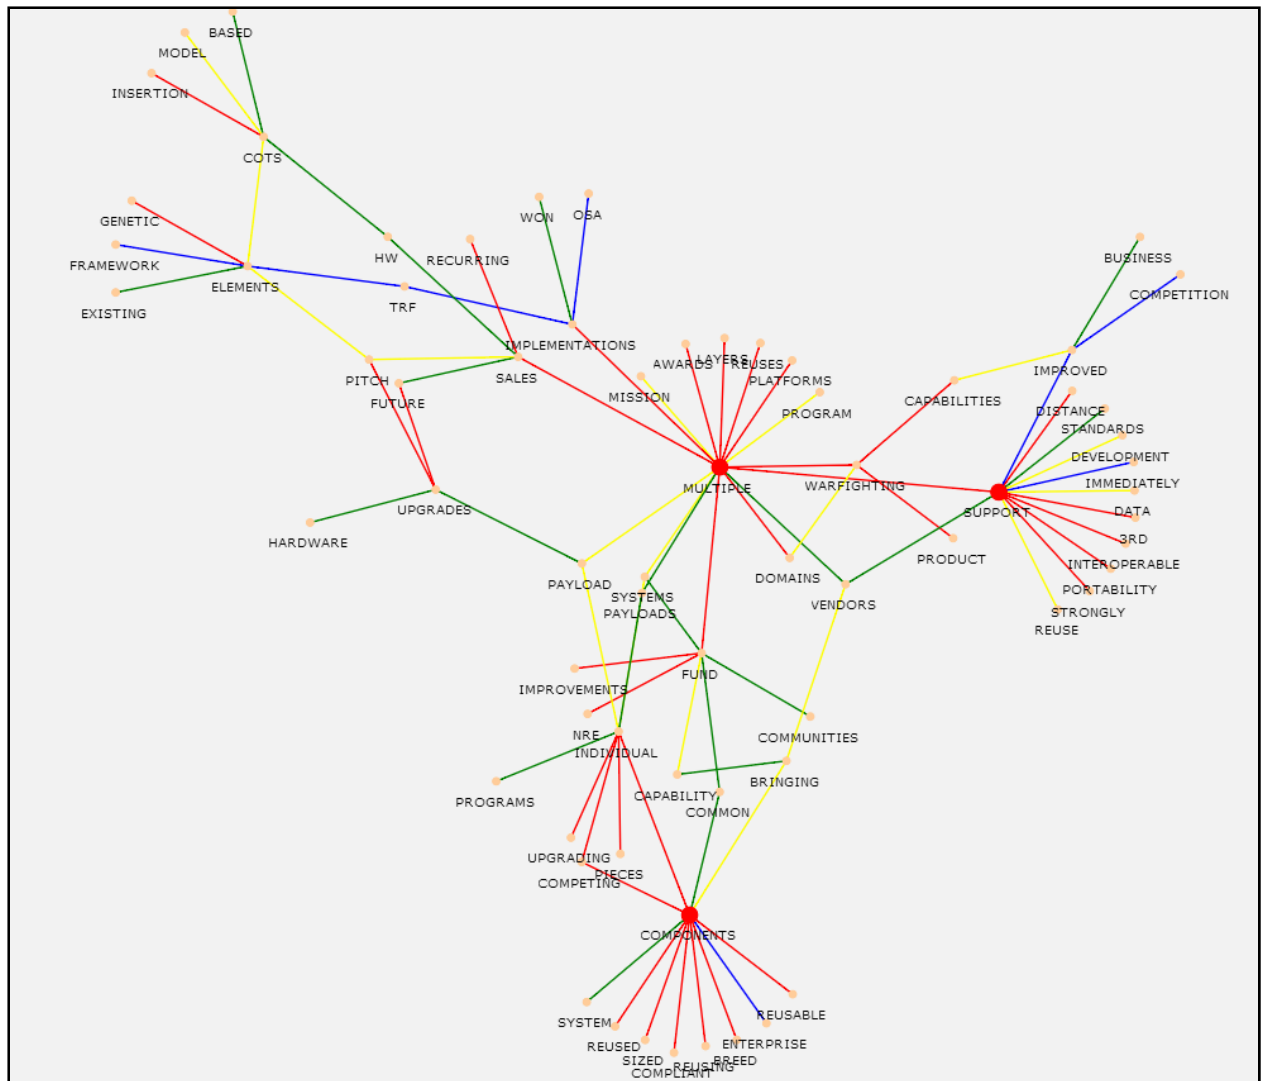 BASED
MODEL
INSERTION
COTS
GENETIC
WON
OSA
FRAMEWORK
HW
RECURRING
BUSINESS
ELEMENTS
COMPETITION
TRF
EXISTING
IMPLEMENTATIONS
AWARDS
LAYERS
REUSES
IMPROVED
PITCH
SALES
PLATFORMS
FUTURE
MISSION
CAPABILITIES
DISTANCE
PROGRAM
STANDARDS
DEVELOPMENT
MULTIPLE
WARFIGHTING
IMMEDIATELY
UPGRADES
SUPPORT
DATA
HARDWARE
3RD
PRODUCT
INTEROPERABLE
PAYLOAD
DOMAINS
PORTABILITY
SYSTEMS
VENDORS
PAYLOADS
STRONGLY
REUSE
FUND
IMPROVEMENTS
NRE
COMMUNITIES
INDIVIDUAL
BRINGING
PROGRAMS
CAPABILITY
COMMON
UPGRADING
PIECES
COMPETING
COMPONENTS
REUSABLE
SYSTEM
REUSED
ENTERPRISE
SIZED
BREED
REUSING
COMPLIANT